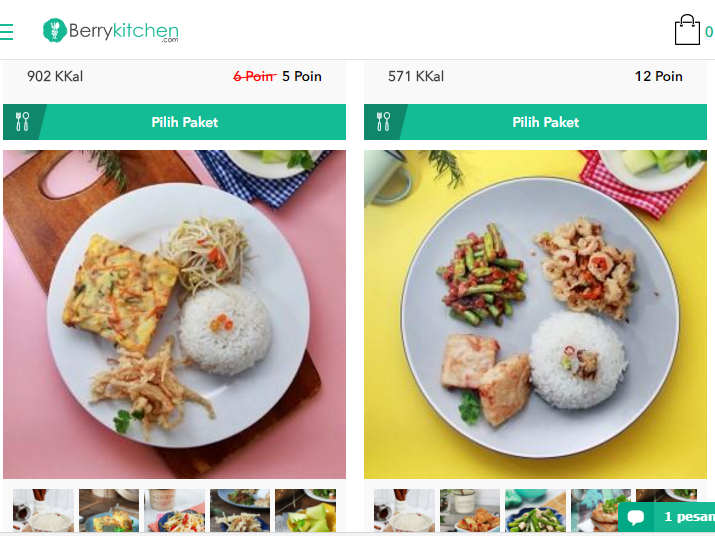 Berrykitchen
.com
0
902 KKal
6 Poin 5 Poin
571 KKal
12 Poin
Pilih Paket
Pilih Paket
1 pesan